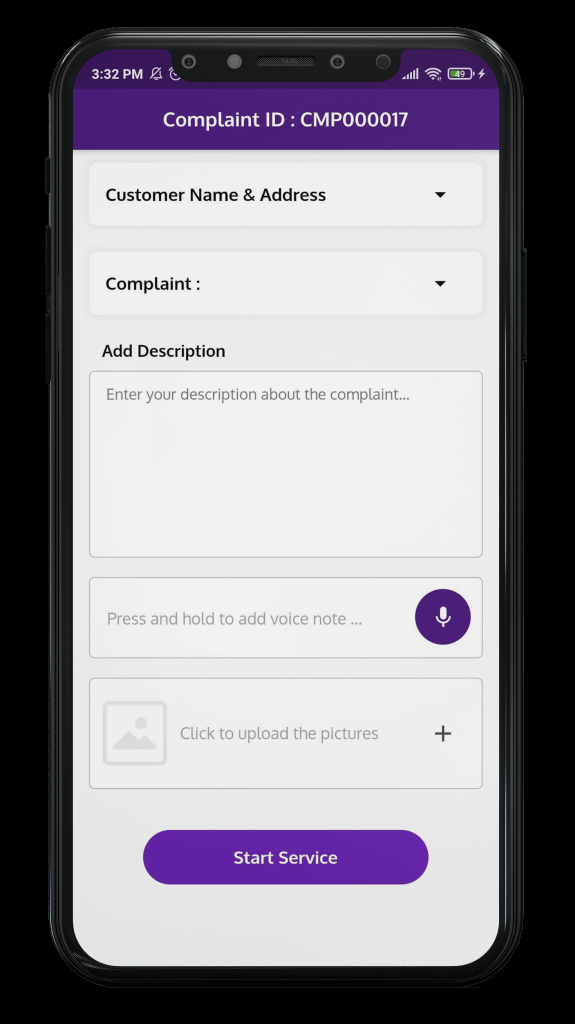 3:32 PM
49
Complaint ID : CMP000017
Customer Name & Address
Complaint :
Add Description
Enter your description about the complaint...
Press and hold to add voice note ...
Click to upload the pictures
Start Service